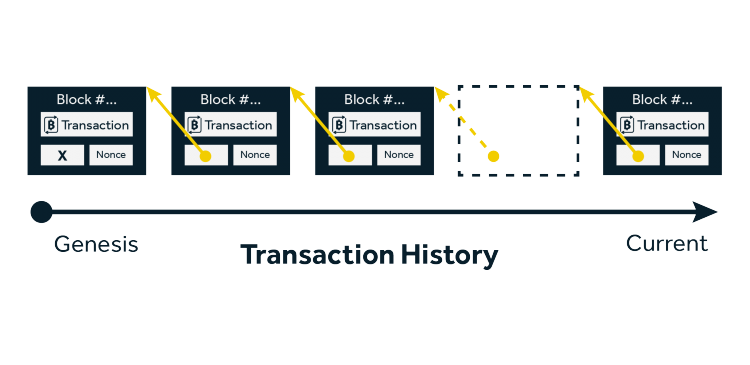 Block #...
Transaction
X
Nonce
Block #...
Transaction
Nonce
Block #...
Transaction
Nonce
Block #...
Transaction
Nonce
Genesis
Transaction History
Current